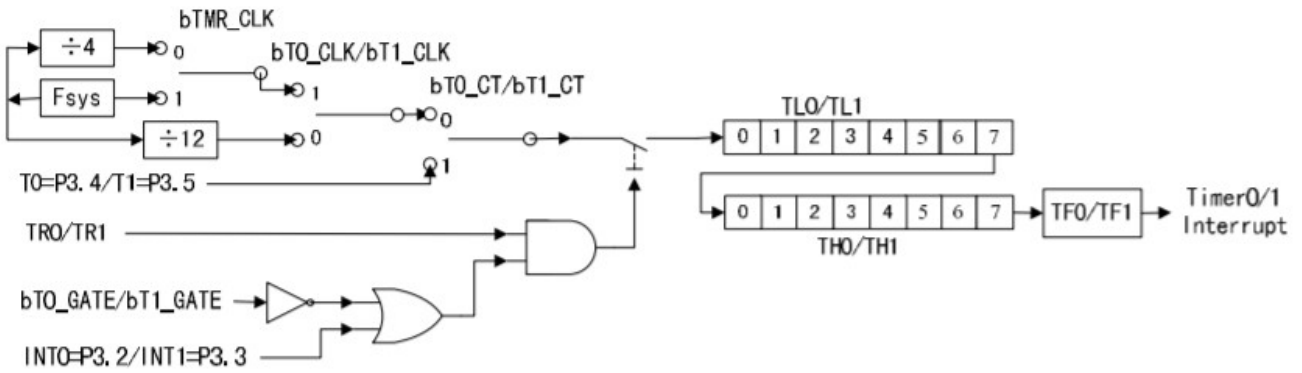 bTMR_CLK
÷4
0
bT0_CLK/bT1_CLK
Fsys
1
1
bT0_CT/bT1_CT
0
÷12
0
TL0/TL1
0 1 2 3 4 5 6 7
1
T0=P3.4/T1=P3.5
0 1 2 3 4 5 6 7
TF0/TF1
Timer0/1
Interrupt
TH0/TH1
TR0/TR1
bT0_GATE/bT1_GATE
INT0=P3.2/INT1=P3.3